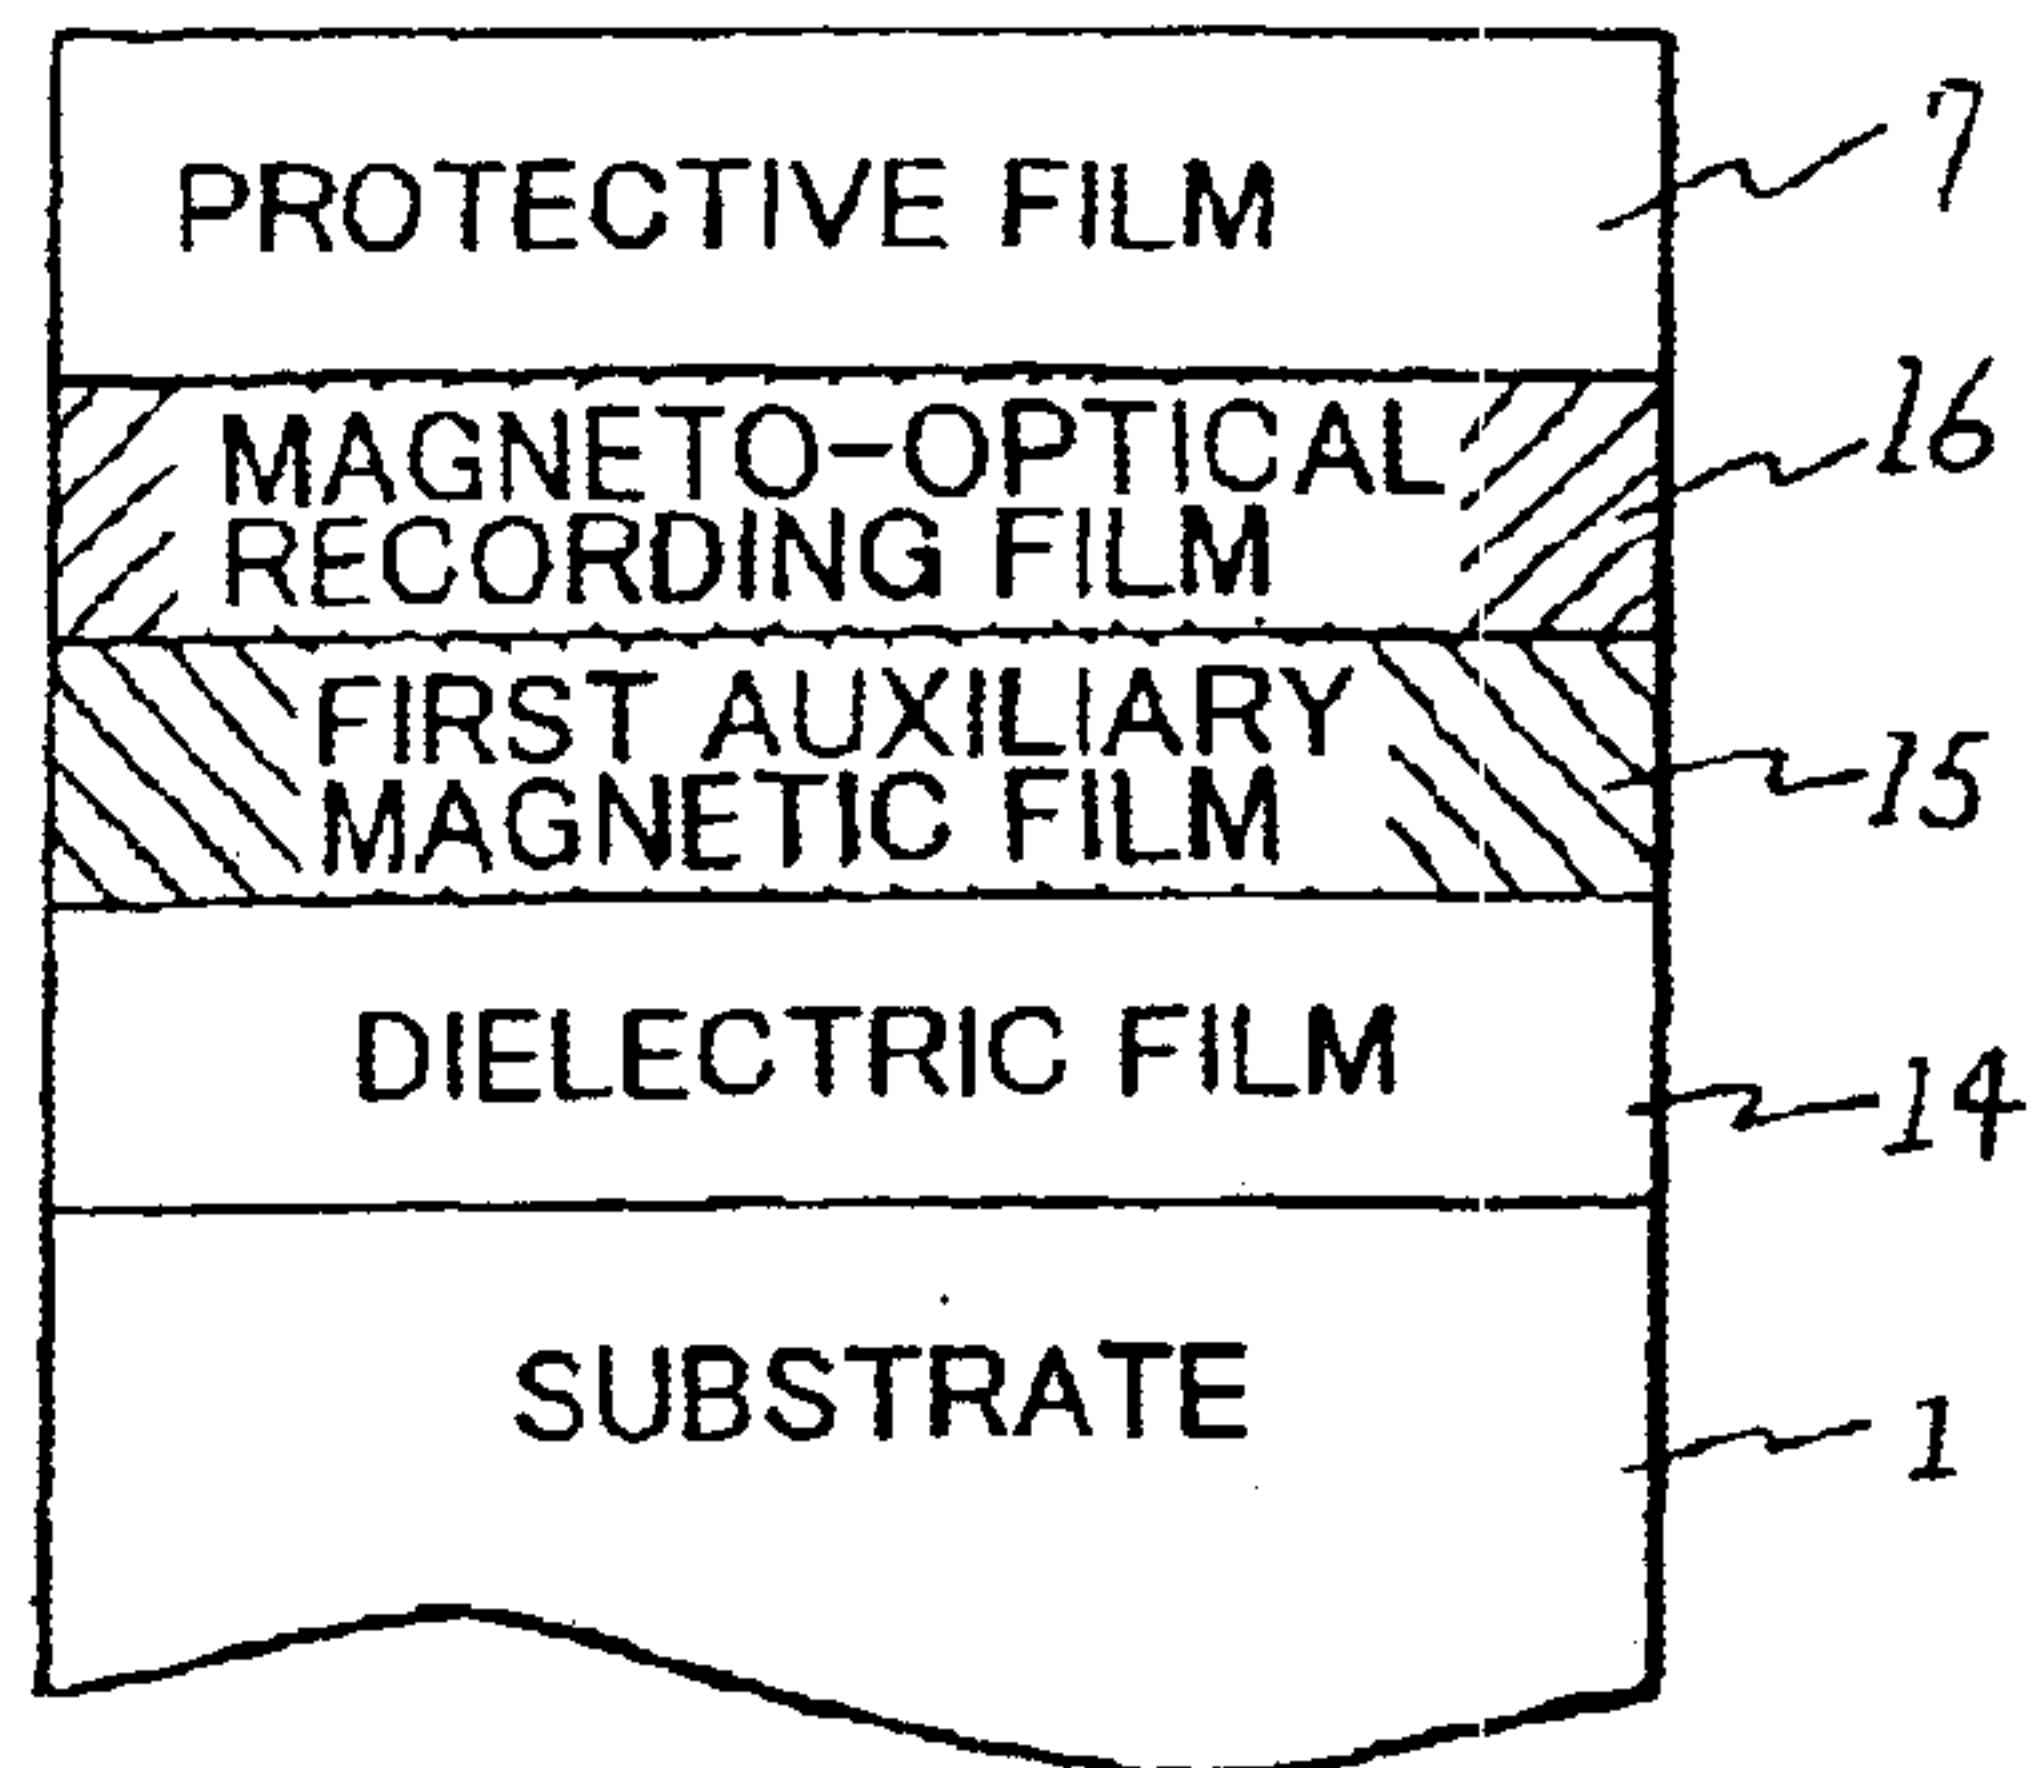 PROTECTIVE FILM
7
MAGNETO-OPTICAL
RECORDING FILM
16
FIRST AUXILIARY
MAGNETIC FILM
15
DIELECTRIC FILM
14
SUBSTRATE
1